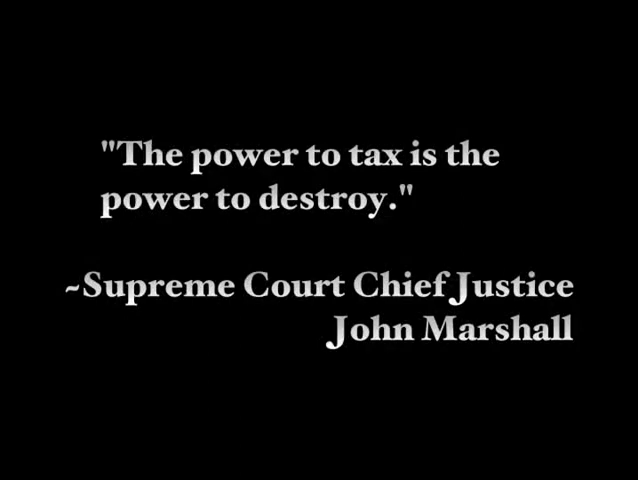 "The power to tax is the
power to destroy."
~Supreme Court Chief Justice
John Marshall